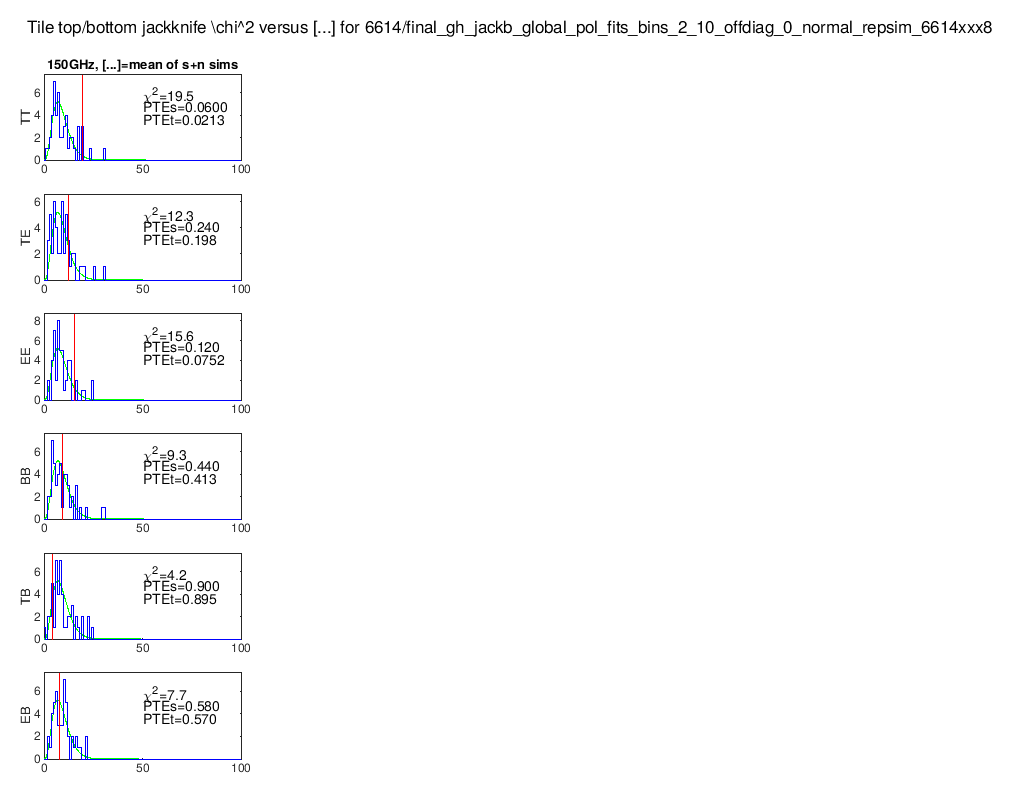 Tile top/bottom jackknife \chi^2 versus [...] for 6614/final_gh_jackb_global_pol_fits_bins_2_10_offdiag_0_normal_repsim_6614xxx8
150GHz, [...]=mean of s+n sims
TT
6
4
2
0
χ^2=19.5
PTEs=0.0600
PTEt=0.0213
0 50 100
TE
6
4
2
0
χ^2=12.3
PTEs=0.240
PTEt=0.198
0 50 100
EE
8
6
4
2
0
χ^2=15.6
PTEs=0.120
PTEt=0.0752
0 50 100
BB
6
4
2
0
χ^2=9.3
PTEs=0.440
PTEt=0.413
0 50 100
TB
6
4
2
0
χ^2=4.2
PTEs=0.900
PTEt=0.895
0 50 100
EB
6
4
2
0
χ^2=7.7
PTEs=0.580
PTEt=0.570
0 50 100